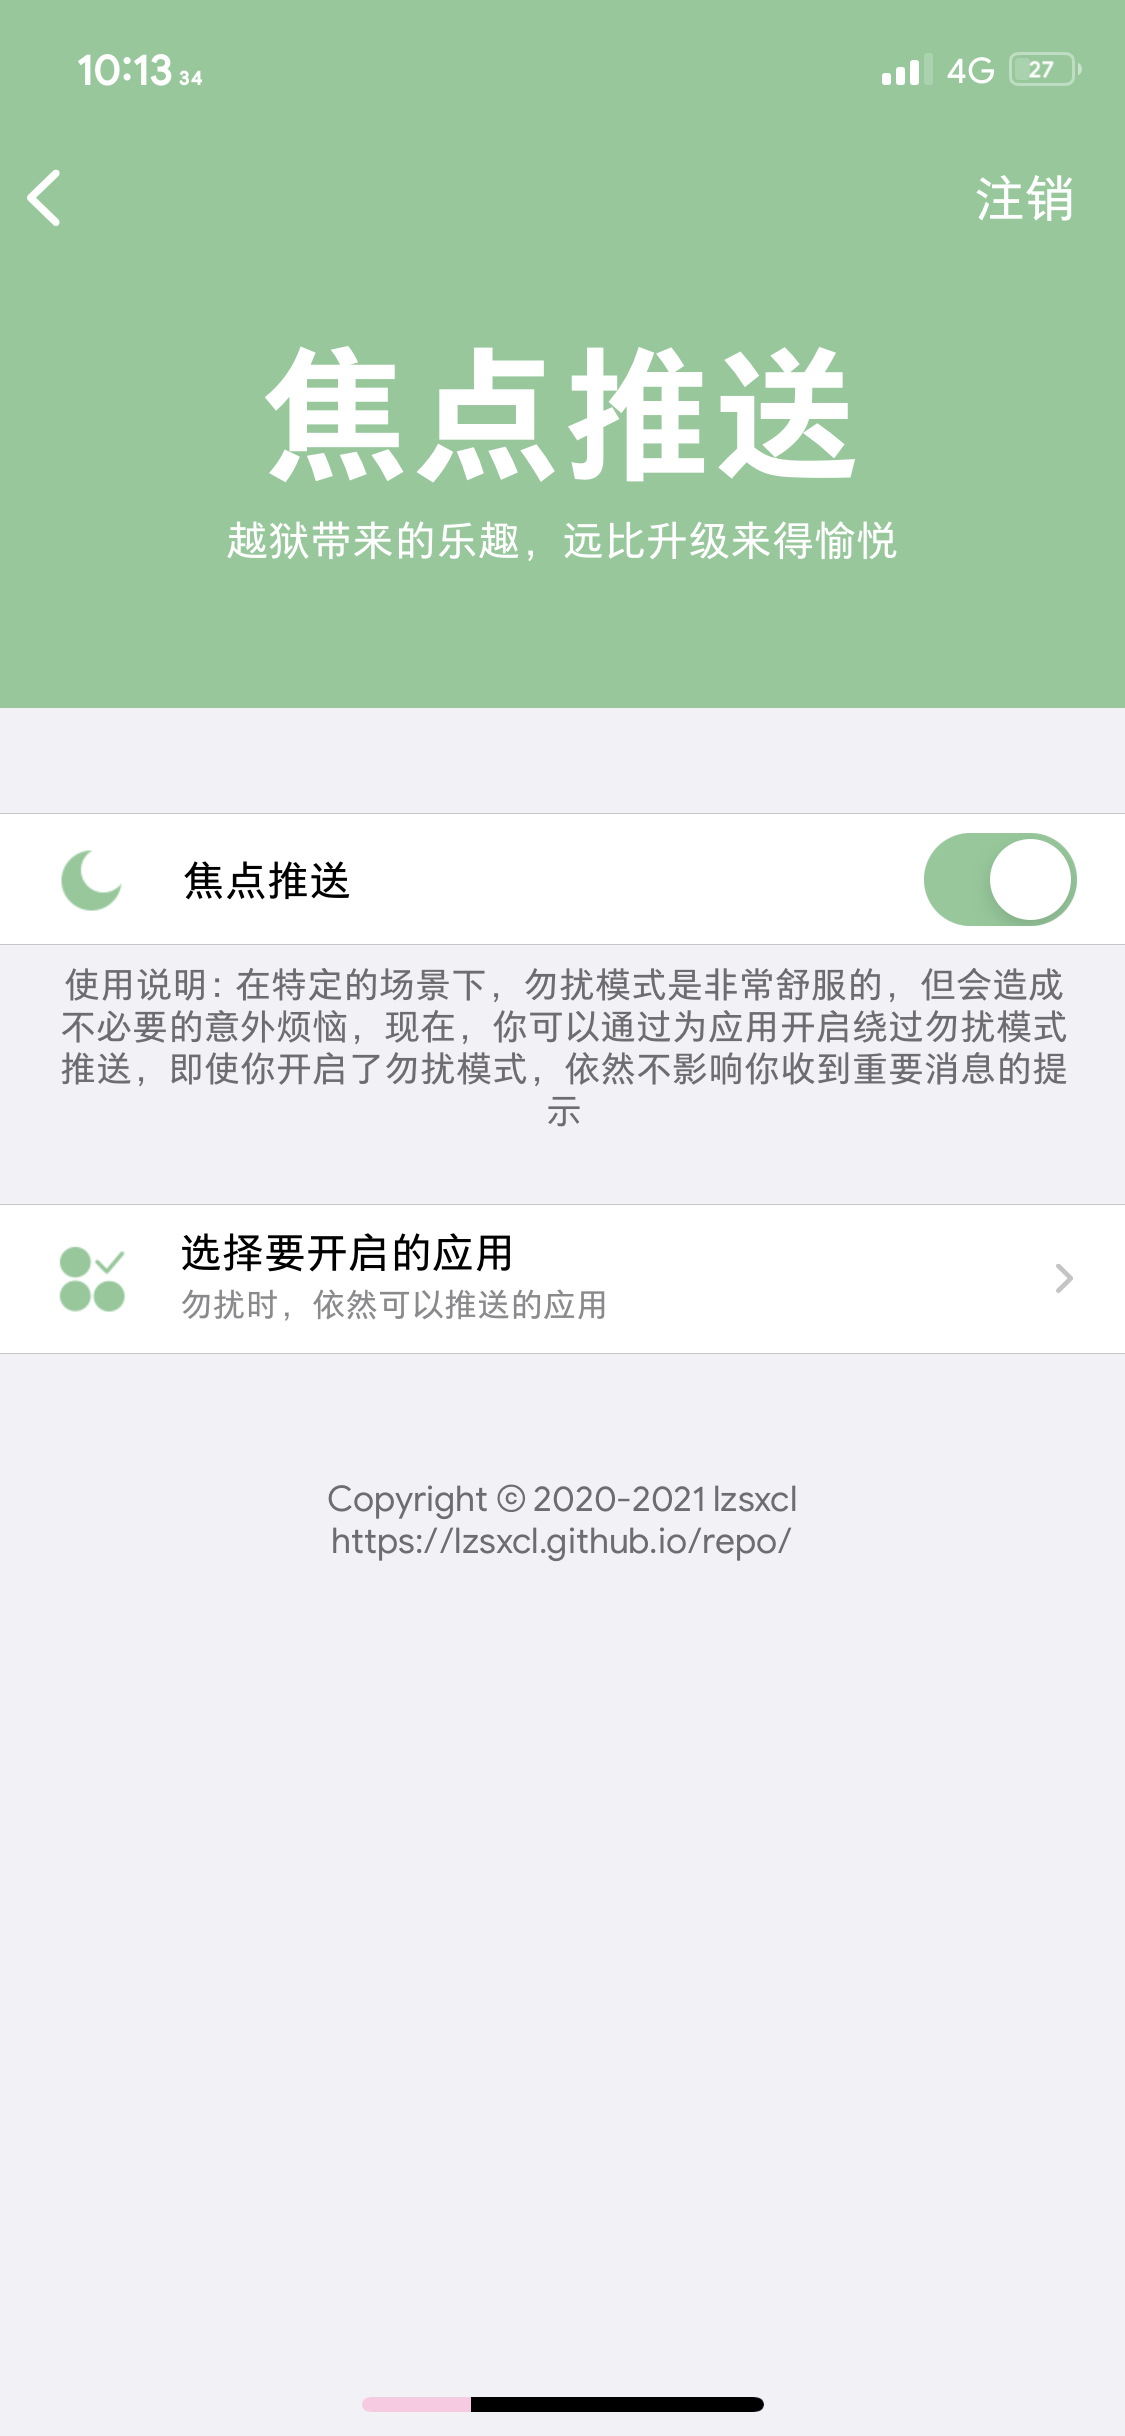 10:13 34
4G 27
注销
焦点推送
越狱带来的乐趣，远比升级来得愉悦
焦点推送
使用说明：在特定的场景下，勿扰模式是非常舒服的，但会造成
不必要的意外烦恼，现在，你可以通过为应用开启绕过勿扰模式
推送，即使你开启了勿扰模式，依然不影响你收到重要消息的提
示
选择要开启的应用
勿扰时，依然可以推送的应用
Copyright © 2020-2021 lzsxcl
https://lzsxcl.github.io/repo/